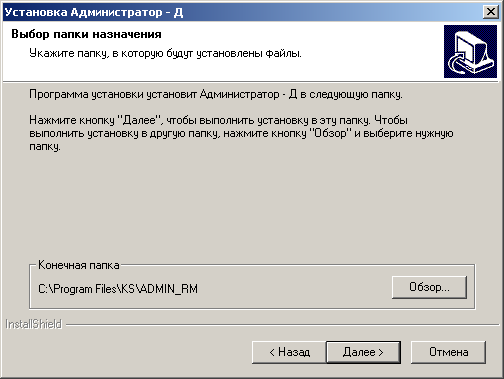 Установка Администратор - Д
Выбор папки назначения
Укажите папку, в которую будут установлены файлы.
Программа установки установит Администратор - Д в следующую папку.
Нажмите кнопку "Далее", чтобы выполнить установку в эту папку. Чтобы
выполнить установку в другую папку, нажмите кнопку "Обзор" и выберите нужную
папку.
Конечная папка
C:\Program Files\KS\ADMIN_RM
Обзор...
InstallShield
< Назад
Далее >
Отмена